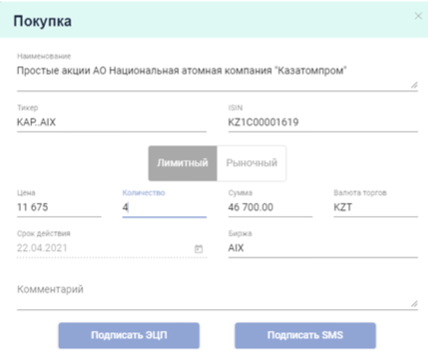 Покупка
Наименование
Простые акции АО Национальная атомная компания "Казатомпром"
Тикер ISIN
KAP..AIX KZ1C00001619
Лимитный Рыночный
Цена Количество Сумма Валюта торгов
11 675 4 46 700.00 KZT
Срок действия Биржа
22.04.2021 AIX
Комментарий
Подписать ЭЦП Подписать SMS